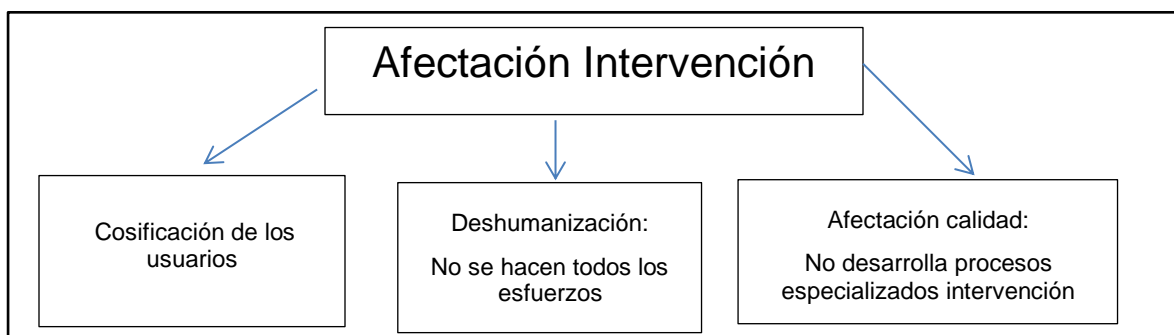 Afectación Intervención
Cosificación de los
usuarios
Deshumanización:
No se hacen todos los
esfuerzos
Afectación calidad:
No desarrolla procesos
especializados intervención